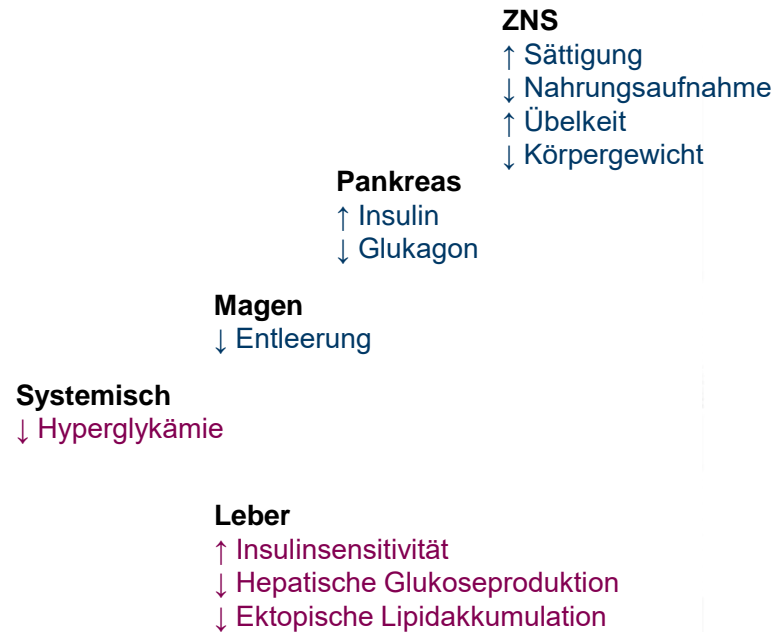 ZNS
↑ Sättigung
↓ Nahrungsaufnahme
↑ Übelkeit
↓ Körpergewicht
Pankreas
↑ Insulin
↓ Glukagon
Magen
↓ Entleerung
Systemisch
↓ Hyperglykämie
Leber
↑ Insulinsensitivität
↓ Hepatische Glukoseproduktion
↓ Ektopische Lipidakkumulation